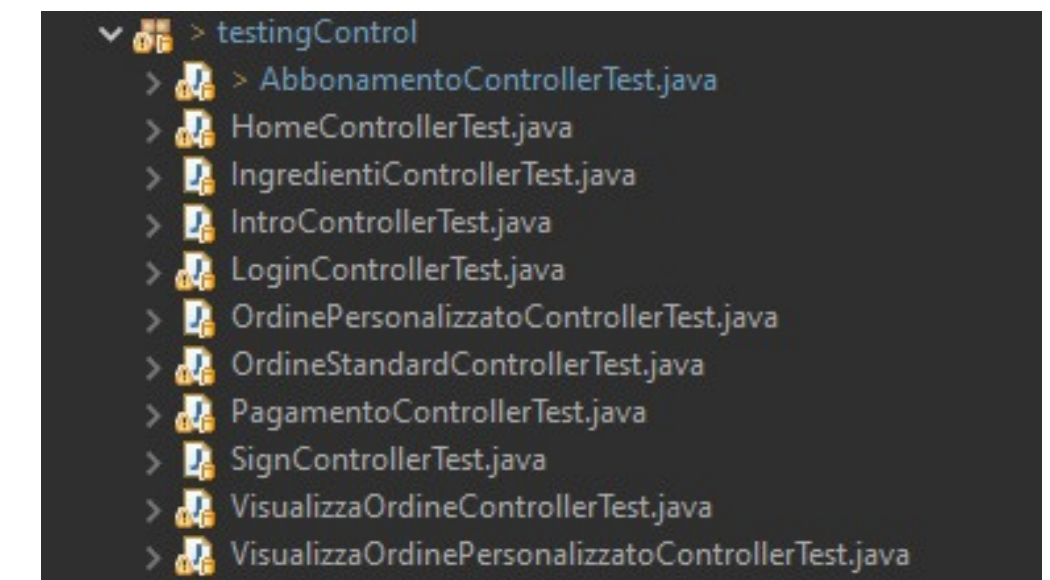 > testingControl
> AbbonamentoControllerTest.java
HomeControllerTest.java
IngredientiControllerTest.java
IntroControllerTest.java
LoginControllerTest.java
OrdinePersonalizzatoControllerTest.java
OrdineStandardControllerTest.java
PagamentoControllerTest.java
SignControllerTest.java
VisualizzaOrdineControllerTest.java
VisualizzaOrdinePersonalizzatoControllerTest.java